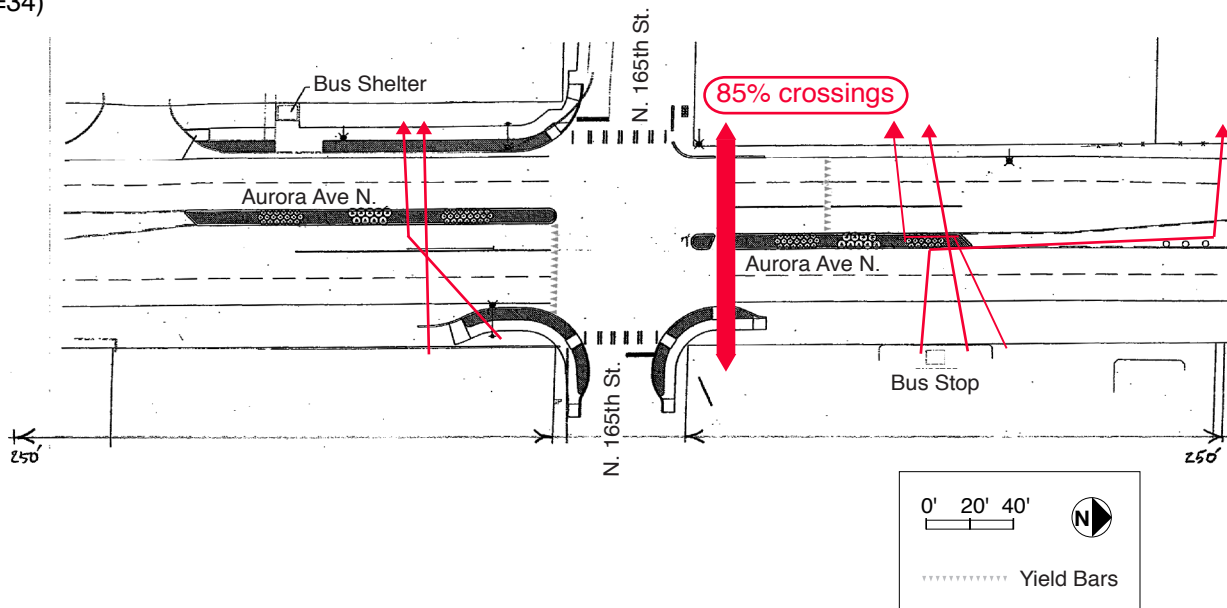 =34)
N. 165th St.
Bus Shelter
85% crossings
Aurora Ave N.
Aurora Ave N.
Bus Stop
N. 165th St.
250'
250'
0' 20' 40'
N
Yield Bars